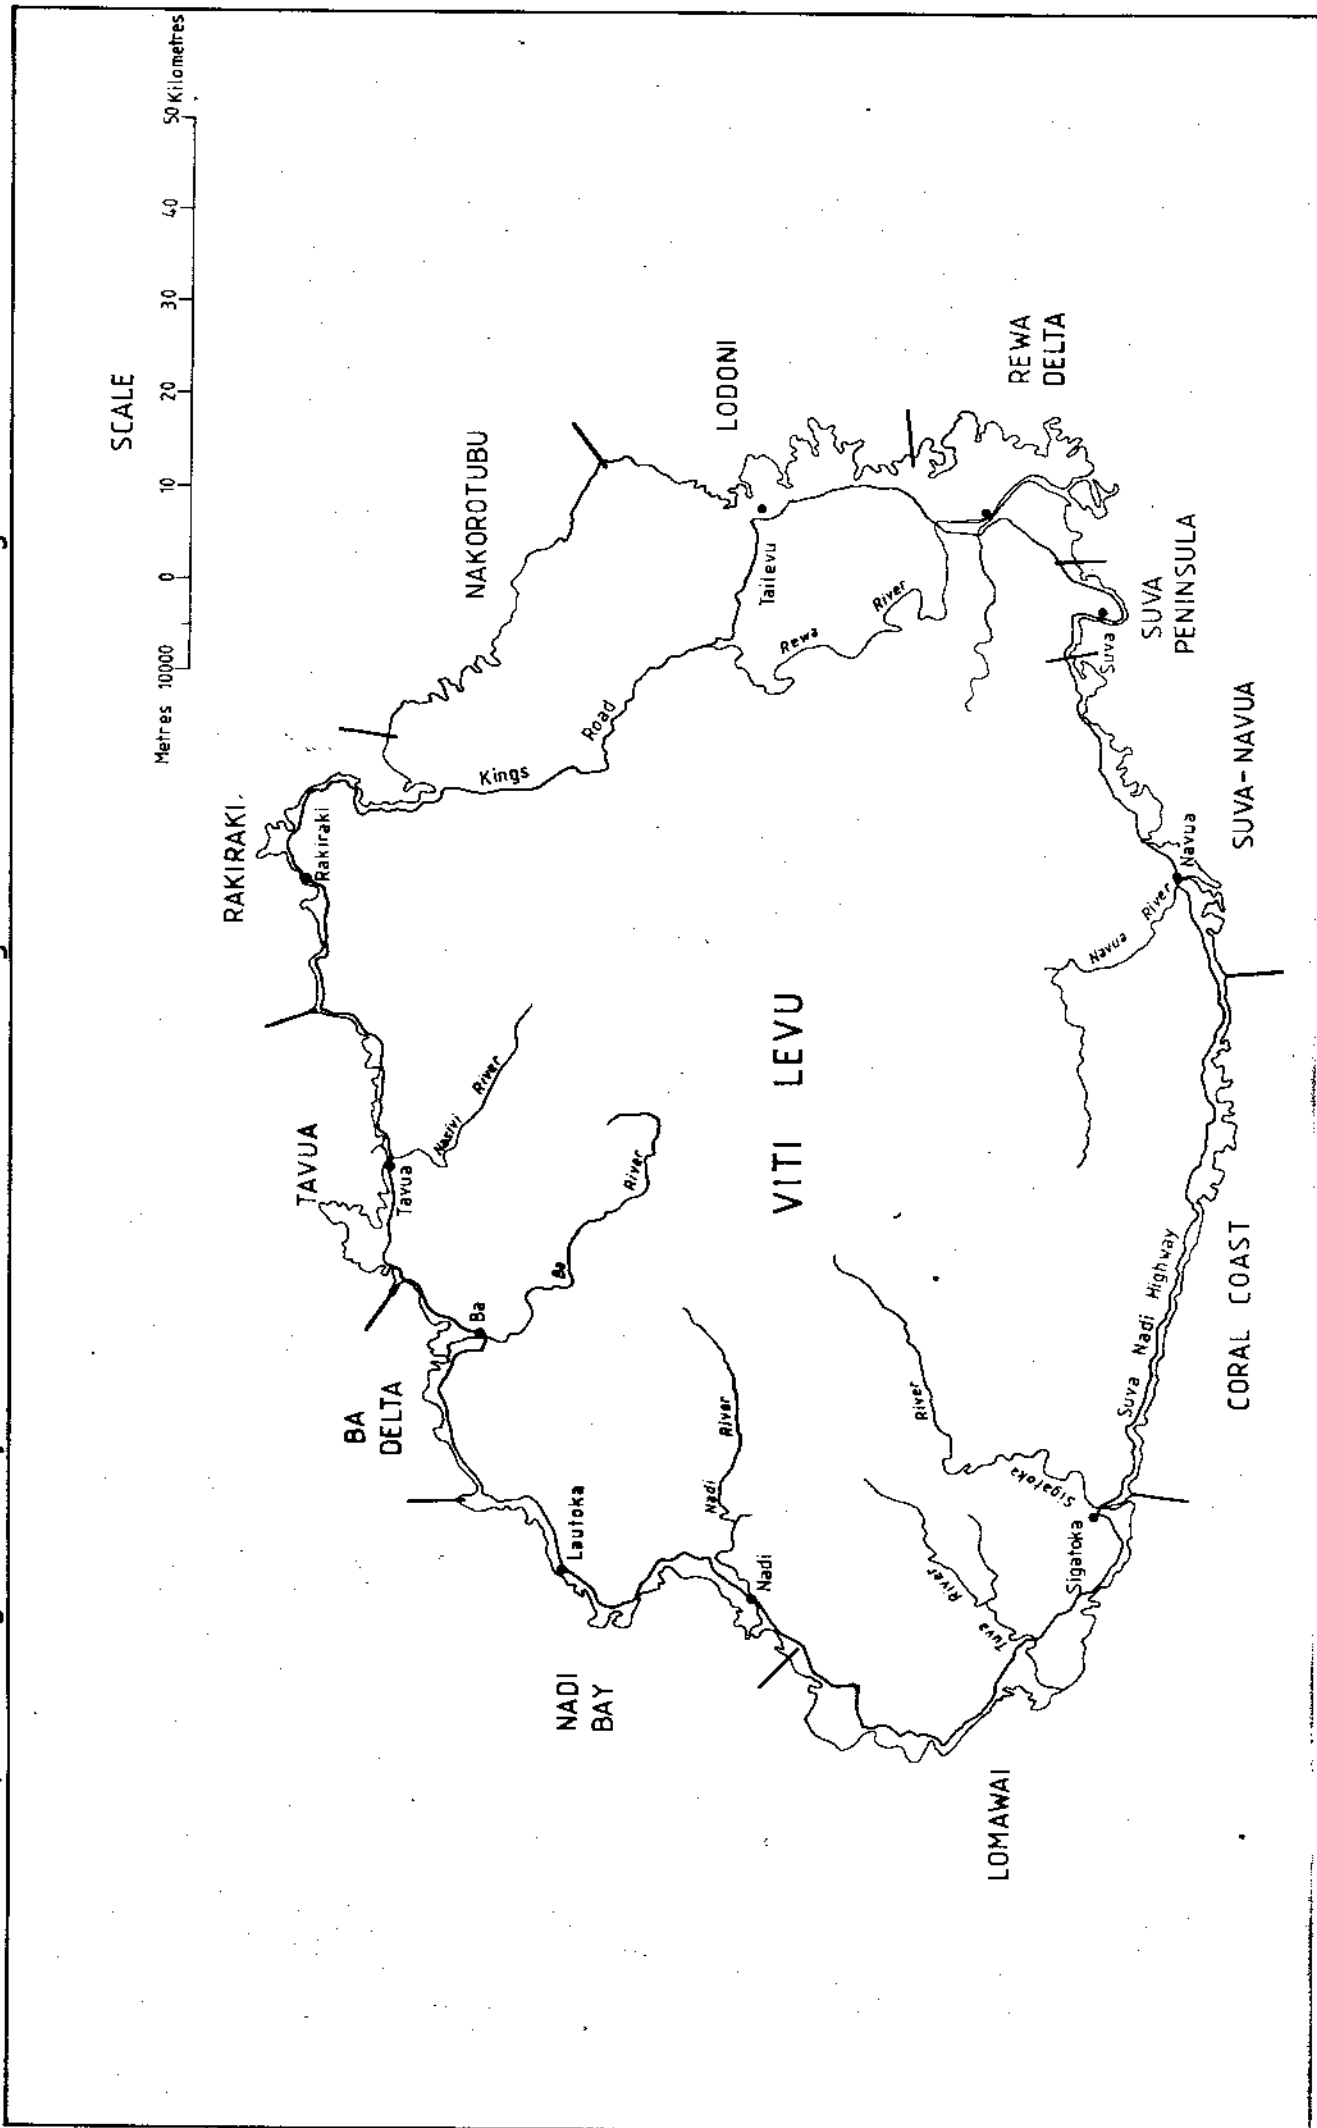 SCALE
Metres 10000 0 10 20 30 40 50 Kilometres
RAKIRAKI
Rakiraki
NAKOROTUBU
TAVUA
Tavua
Nasivi River
Kings Road
BA
DELTA
Ba
Ba River
LODONI
Tailevu
Lautoka
NADI
BAY
Nadi
Nadi River
VITI LEVU
Rewa River
REWA
DELTA
LOMAWAI
Tuva River
Sigatoka
Sigatoka River
Suva Nadi Highway
CORAL COAST
Navua River
Navua
SUVA-NAVUA
Suva
SUVA
PENINSULA